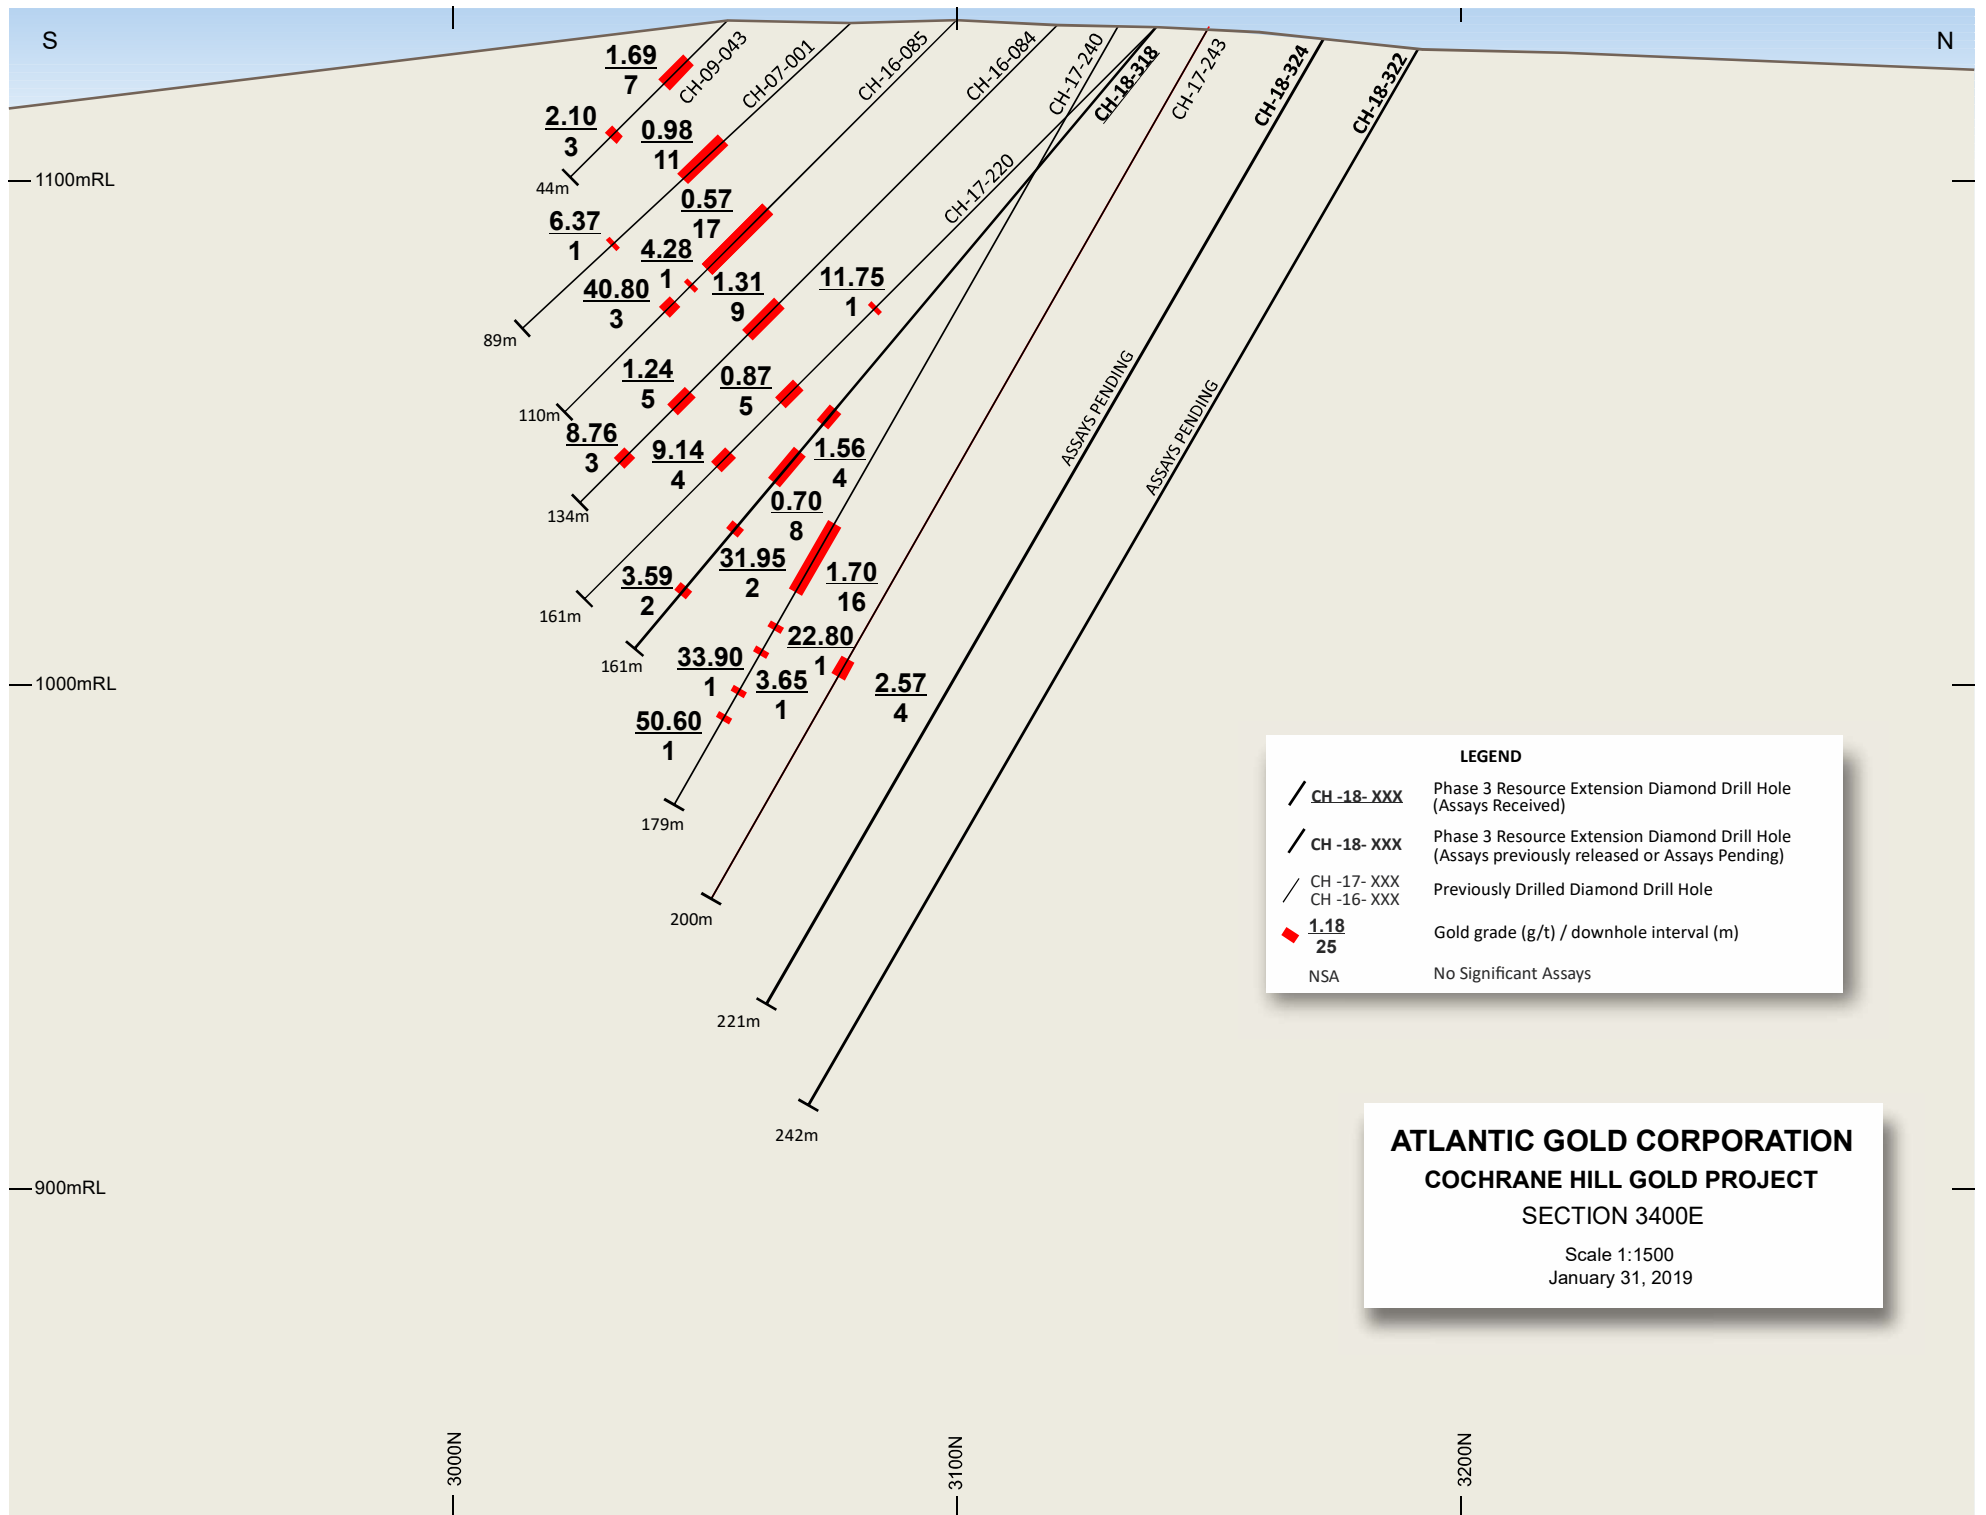 S
N
CH-09-043
CH-07-001
CH-16-085
CH-16-084
CH-17-240
CH-18-318
CH-17-243
CH-18-324
CH-18-322
CH-17-220
1.69
7
2.10
3
0.98
11
44m
1100mRL
0.57
17
6.37
1
4.28
1
40.80
3
1.31
9
11.75
1
89m
1.24
5
0.87
5
ASSAYS PENDING
ASSAYS PENDING
110m
8.76
3
9.14
4
1.56
4
134m
0.70
8
31.95
2
3.59
2
1.70
16
161m
161m
22.80
1
33.90
1
3.65
1
2.57
4
1000mRL
50.60
1
179m
200m
221m
242m
900mRL
LEGEND
CH -18- XXX
Phase 3 Resource Extension Diamond Drill Hole
(Assays Received)
CH -18- XXX
Phase 3 Resource Extension Diamond Drill Hole
(Assays previously released or Assays Pending)
CH -17- XXX
CH -16- XXX
Previously Drilled Diamond Drill Hole
1.18
25
Gold grade (g/t) / downhole interval (m)
NSA
No Significant Assays
ATLANTIC GOLD CORPORATION
COCHRANE HILL GOLD PROJECT
SECTION 3400E
Scale 1:1500
January 31, 2019
3000N
3100N
3200N